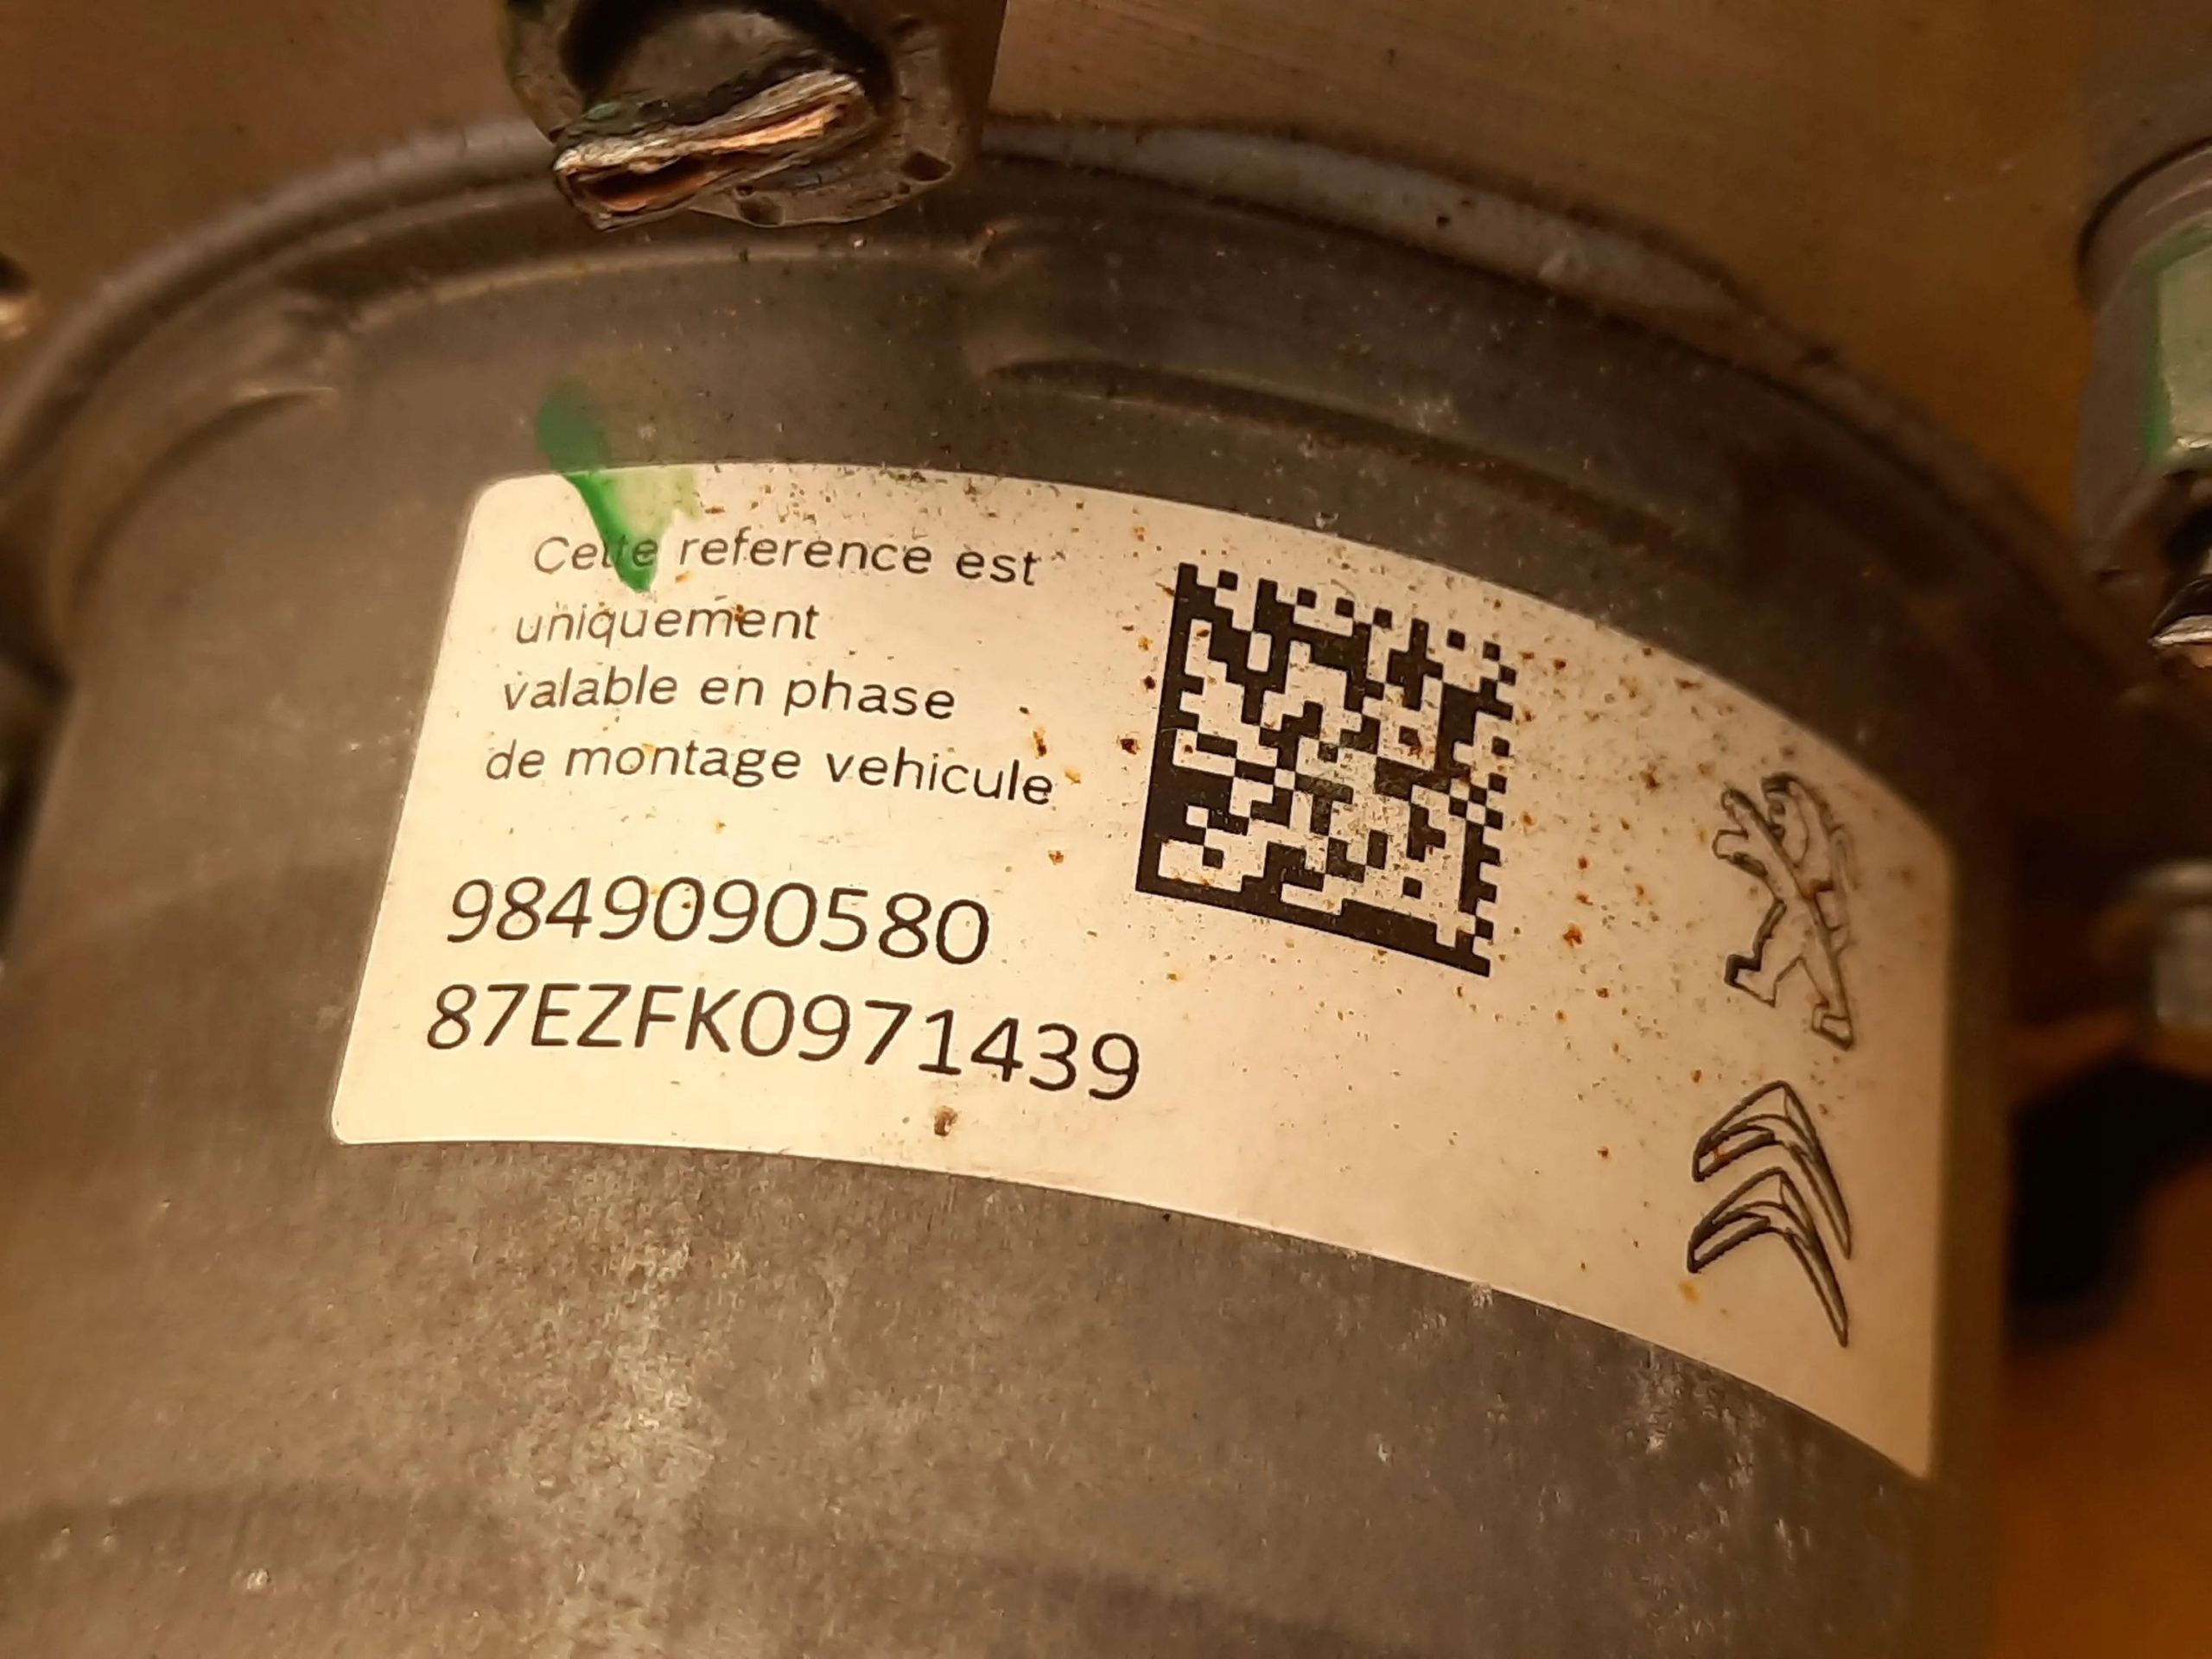 Cette reference est
uniquement
valable en phase
de montage vehicule
9849090580
87EZFK0971439